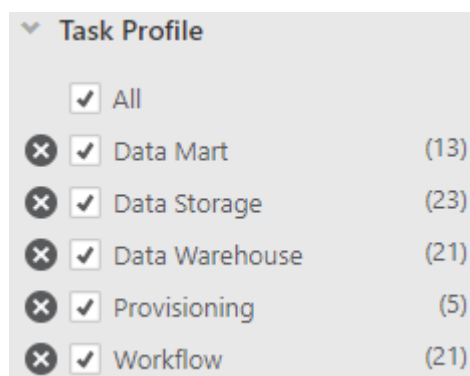 Task Profile
All
Data Mart (13)
Data Storage (23)
Data Warehouse (21)
Provisioning (5)
Workflow (21)